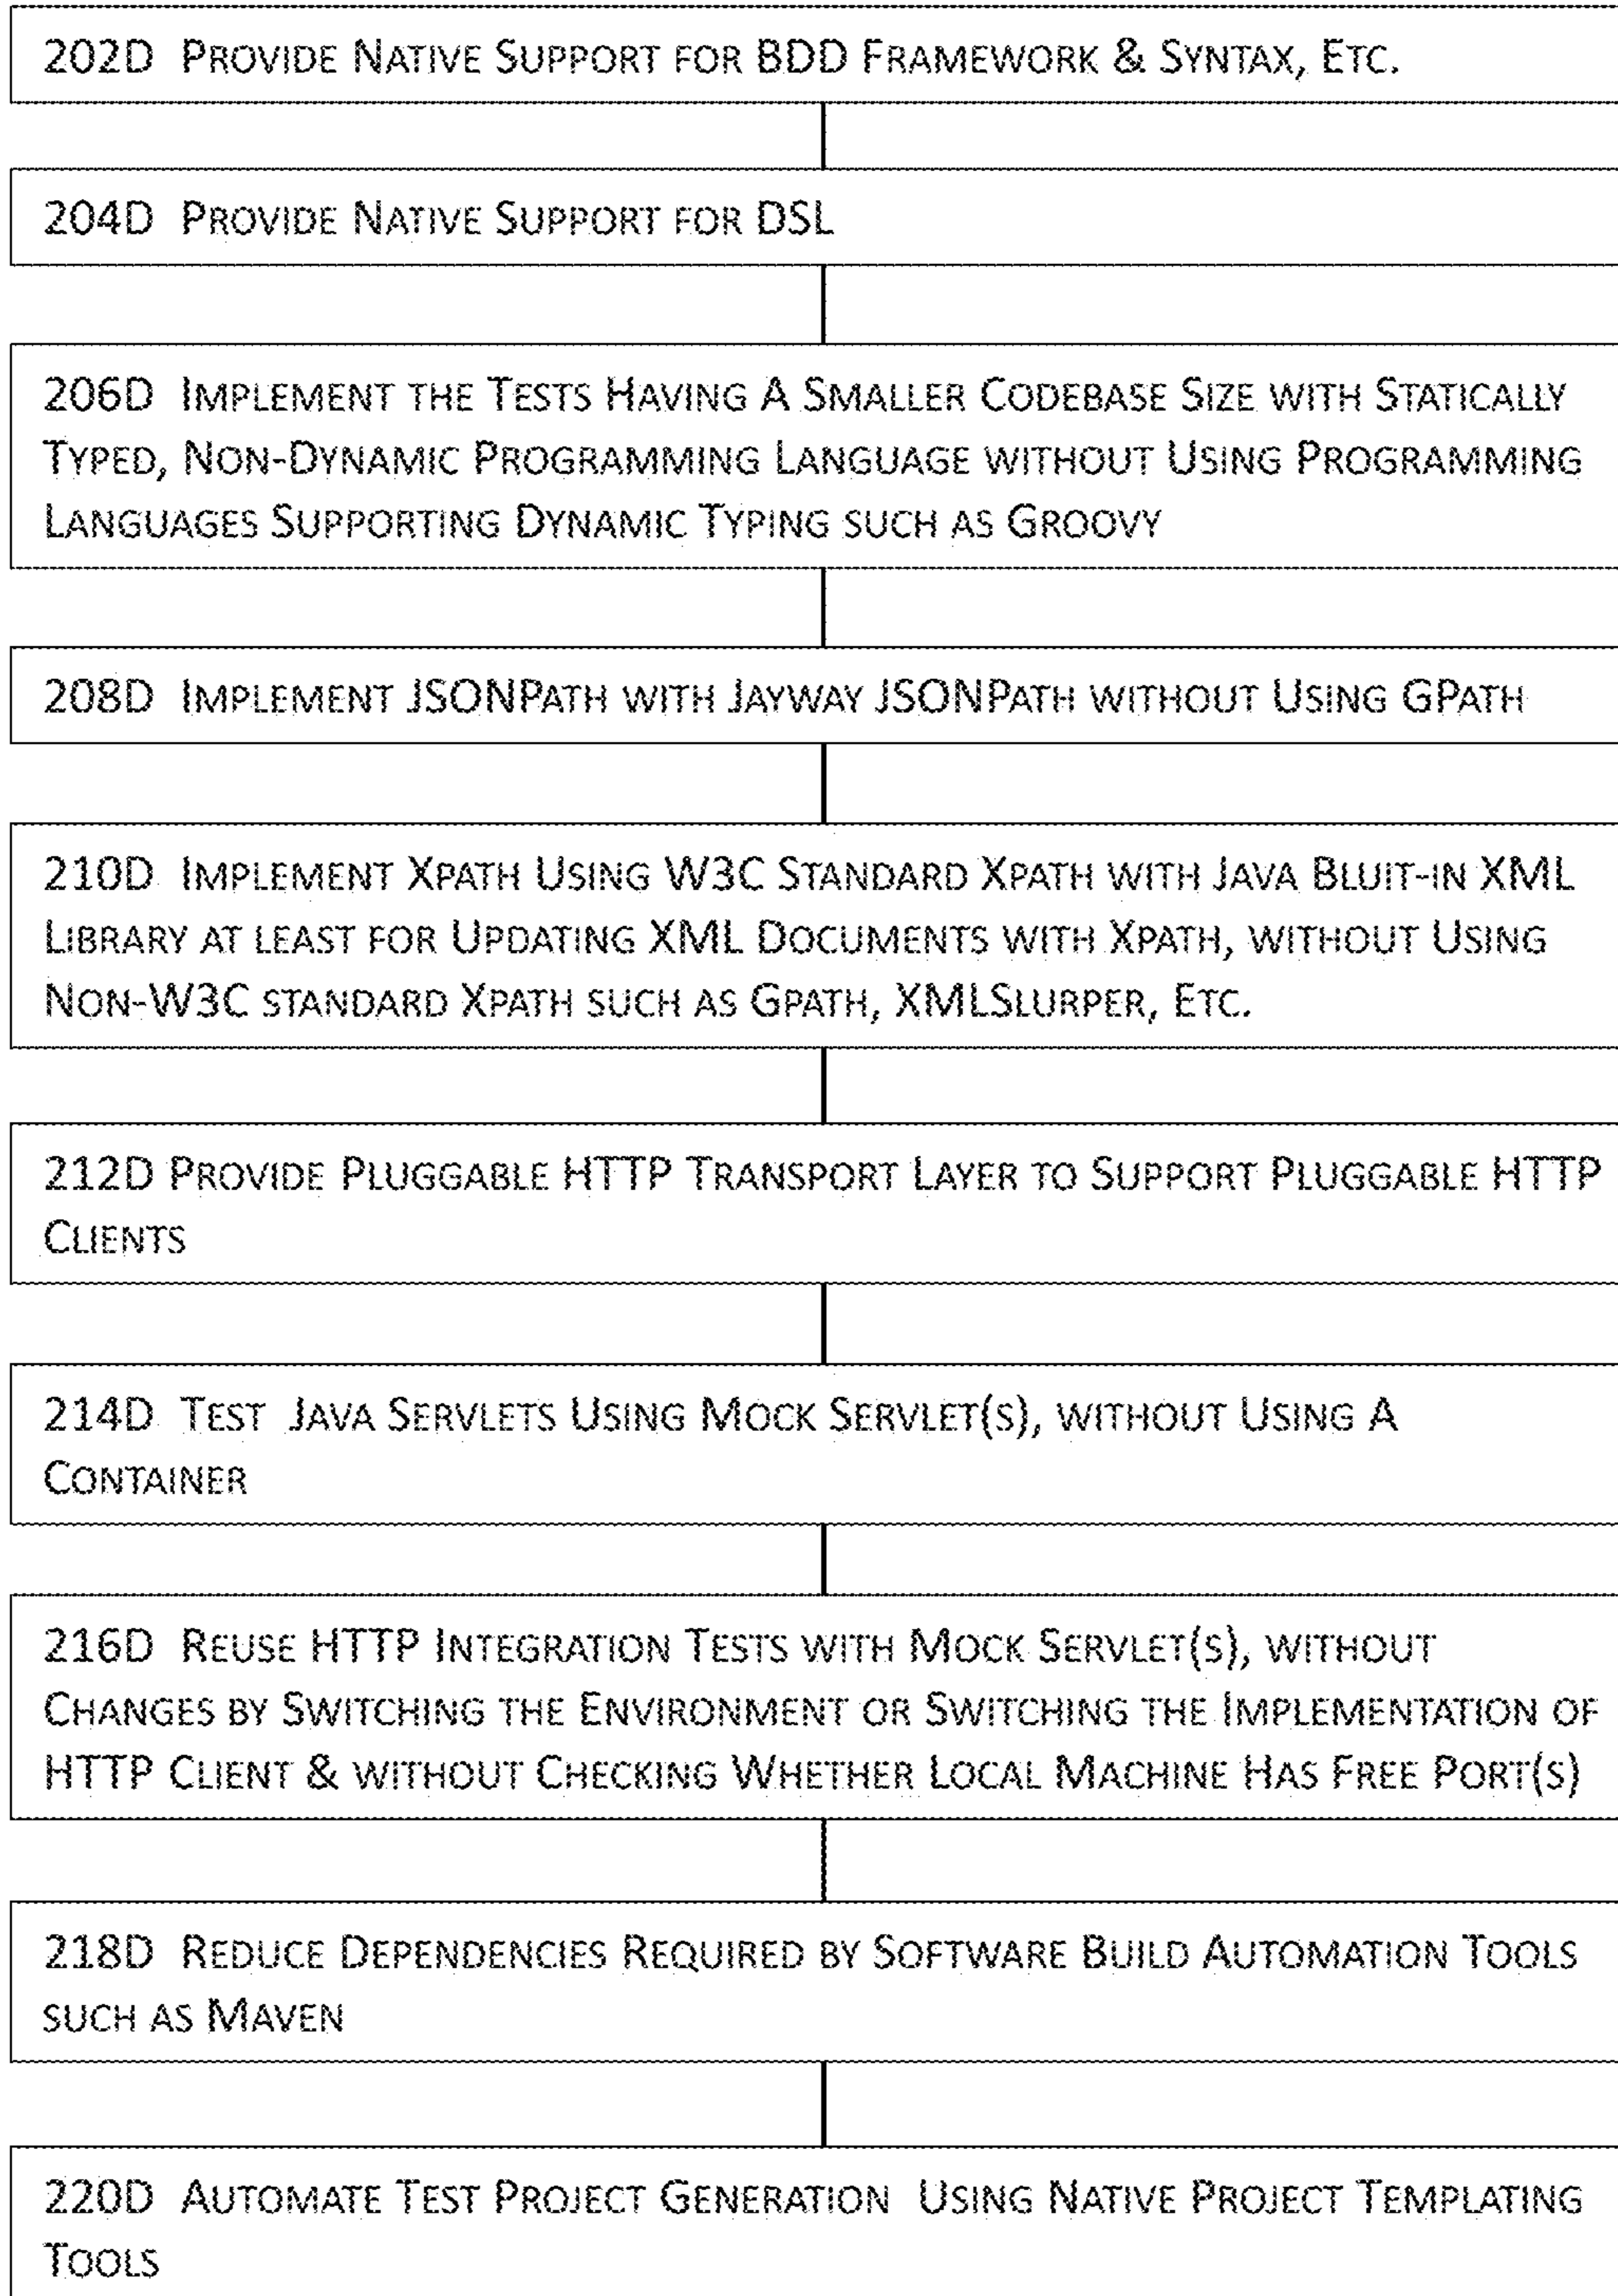 202D Provide Native Support for BDD Framework & Syntax, Etc.
204D Provide Native Support for DSL
206D Implement the Tests Having A Smaller Codebase Size with Statically
Typed, Non-Dynamic Programming Language without Using Programming
Languages Supporting Dynamic Typing such as Groovy
208D Implement JSONPath with Jayway JSONPath without Using GPath
210D Implement Xpath Using W3C Standard Xpath with Java Bluit-in XML
Library at least for Updating XML Documents with Xpath, without Using
Non-W3C standard Xpath such as Gpath, XMLSlurper, Etc.
212D Provide Pluggable HTTP Transport Layer to Support Pluggable HTTP
Clients
214D Test Java Servlets Using Mock Servlet(s), without Using A
Container
216D Reuse HTTP Integration Tests with Mock Servlet(s), without
Changes by Switching the Environment or Switching the Implementation of
HTTP Client & without Checking Whether Local Machine Has Free Port(s)
218D Reduce Dependencies Required by Software Build Automation Tools
such as Maven
220D Automate Test Project Generation Using Native Project Templating
Tools